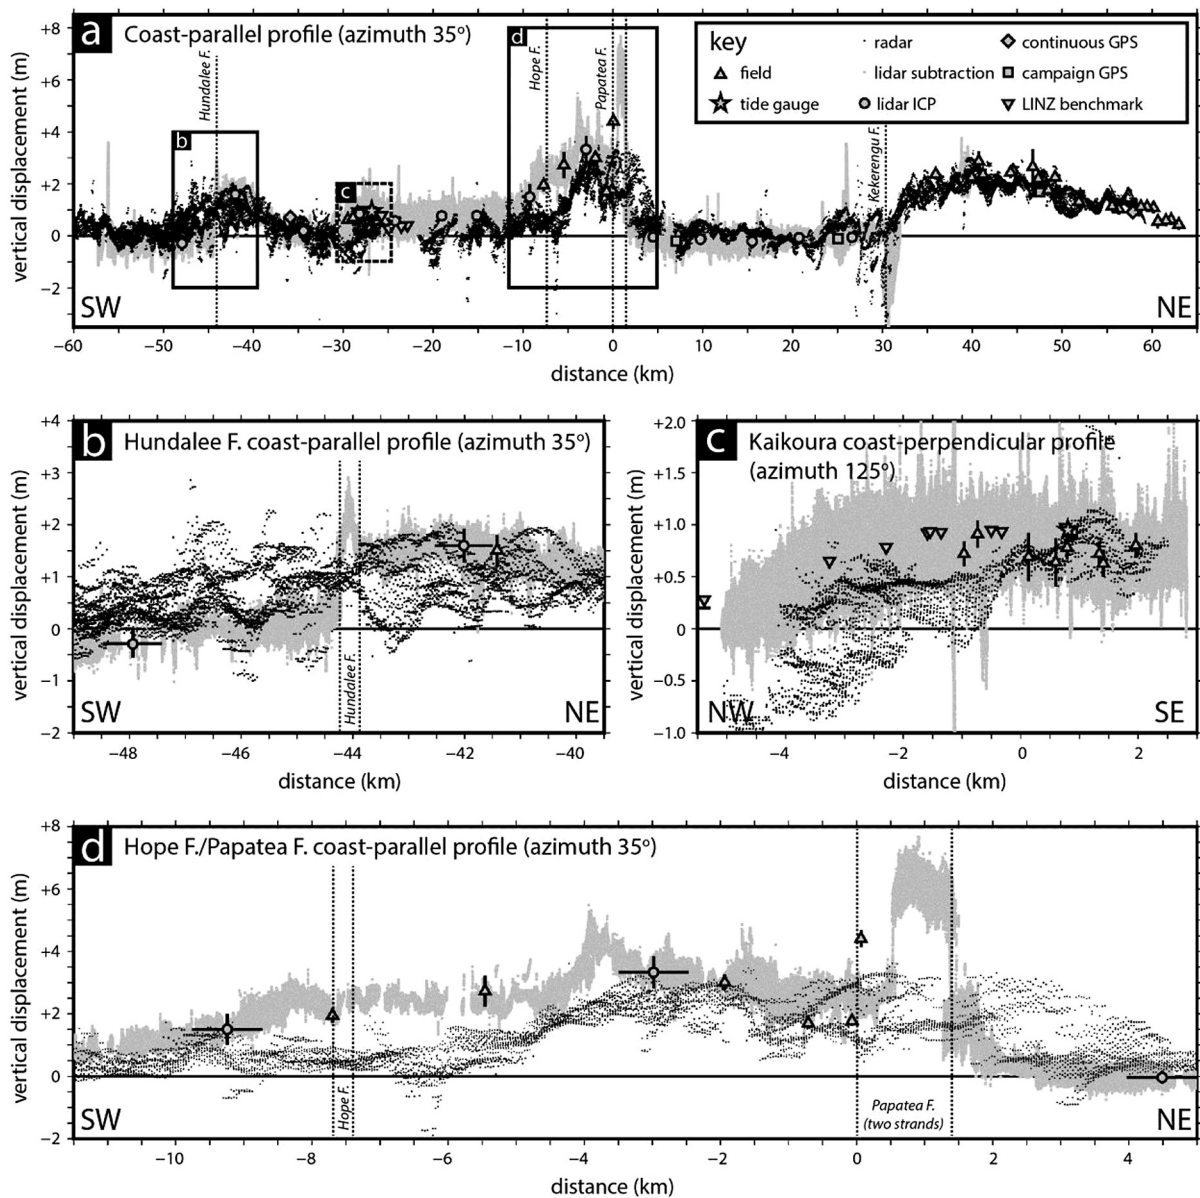 a Coast-parallel profile (azimuth 35º)
key
radar
continuous GPS
field
lidar subtraction
campaign GPS
tide gauge
lidar ICP
LINZ benchmark
Hundalee F.
Hope F.
Papatea F.
Kekerengu F.
b
c
d
vertical displacement (m)
+8
+6
+4
+2
0
−2
SW
NE
−60 −50 −40 −30 −20 −10 0 10 20 30 40 50 60
distance (km)
b Hundalee F. coast-parallel profile (azimuth 35º)
vertical displacement (m)
+4
+3
+2
+1
0
−1
−2
Hundalee F.
SW
NE
−48 −46 −44 −42 −40
distance (km)
c Kaikoura coast-perpendicular profile
(azimuth 125º)
vertical displacement (m)
+2.0
+1.5
+1.0
+0.5
0
−0.5
−1.0
NW
SE
−4 −2 0 2
distance (km)
d Hope F./Papatea F. coast-parallel profile (azimuth 35º)
vertical displacement (m)
+8
+6
+4
+2
0
−2
Hope F.
Papatea F.
(two strands)
SW
NE
−10 −8 −6 −4 −2 0 2 4
distance (km)